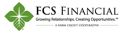 FCS FINANCIAL
Growing Relationships. Creating Opportunities.™
A FARM CREDIT COOPERATIVE